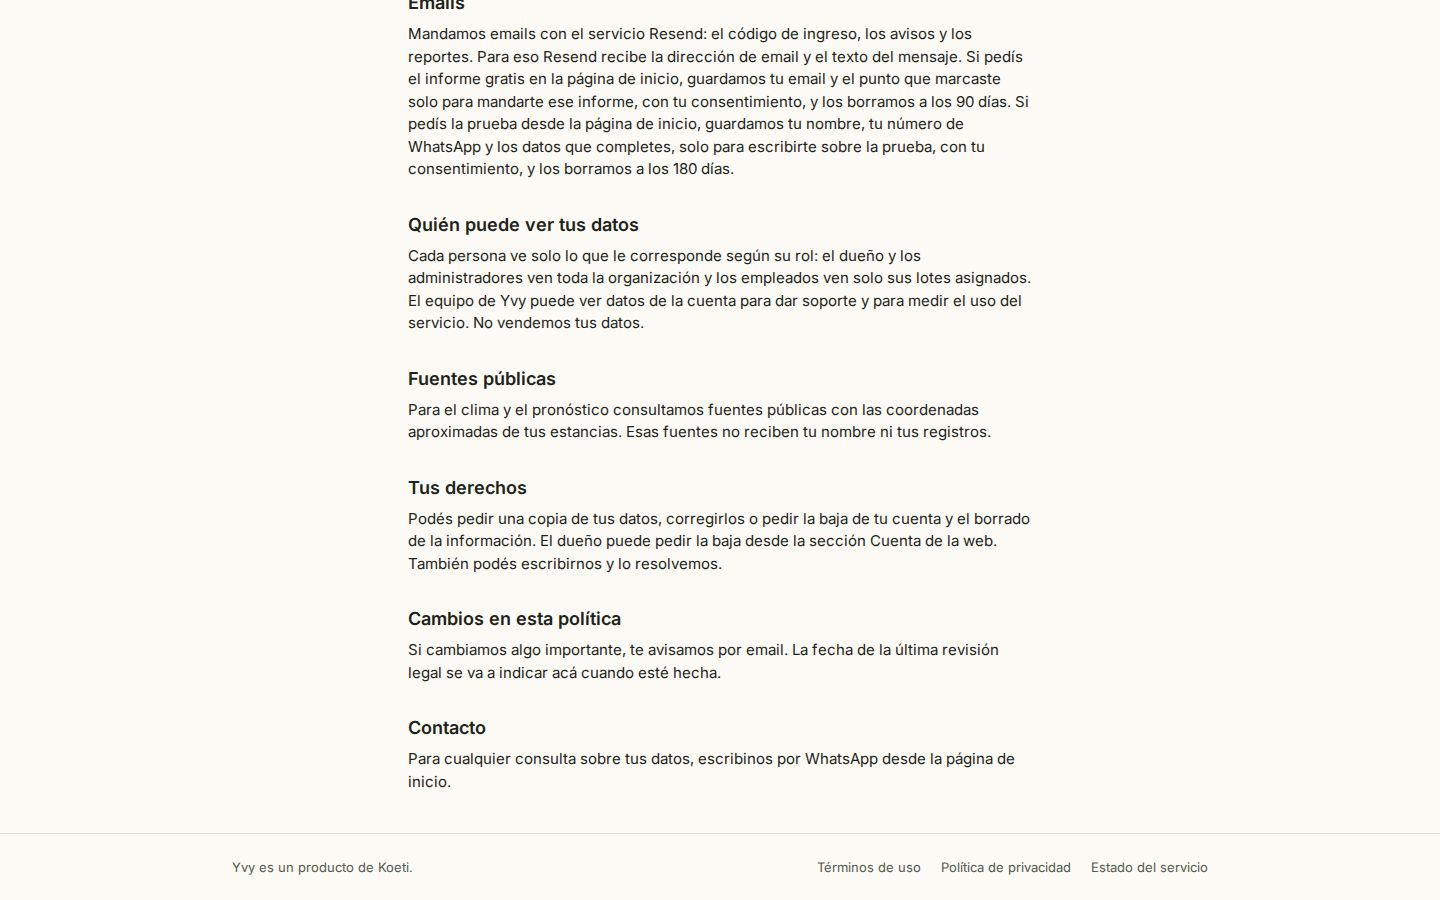 Emails
Mandamos emails con el servicio Resend: el código de ingreso, los avisos y los
reportes. Para eso Resend recibe la dirección de email y el texto del mensaje. Si pedís
el informe gratis en la página de inicio, guardamos tu email y el punto que marcaste
solo para mandarte ese informe, con tu consentimiento, y los borramos a los 90 días. Si
pedís la prueba desde la página de inicio, guardamos tu nombre, tu número de
WhatsApp y los datos que completes, solo para escribirte sobre la prueba, con tu
consentimiento, y los borramos a los 180 días.
Quién puede ver tus datos
Cada persona ve solo lo que le corresponde según su rol: el dueño y los
administradores ven toda la organización y los empleados ven solo sus lotes asignados.
El equipo de Yvy puede ver datos de la cuenta para dar soporte y para medir el uso del
servicio. No vendemos tus datos.
Fuentes públicas
Para el clima y el pronóstico consultamos fuentes públicas con las coordenadas
aproximadas de tus estancias. Esas fuentes no reciben tu nombre ni tus registros.
Tus derechos
Podés pedir una copia de tus datos, corregirlos o pedir la baja de tu cuenta y el borrado
de la información. El dueño puede pedir la baja desde la sección Cuenta de la web.
También podés escribirnos y lo resolvemos.
Cambios en esta política
Si cambiamos algo importante, te avisamos por email. La fecha de la última revisión
legal se va a indicar acá cuando esté hecha.
Contacto
Para cualquier consulta sobre tus datos, escribinos por WhatsApp desde la página de
inicio.
Yvy es un producto de Koeti.
Términos de uso
Política de privacidad
Estado del servicio